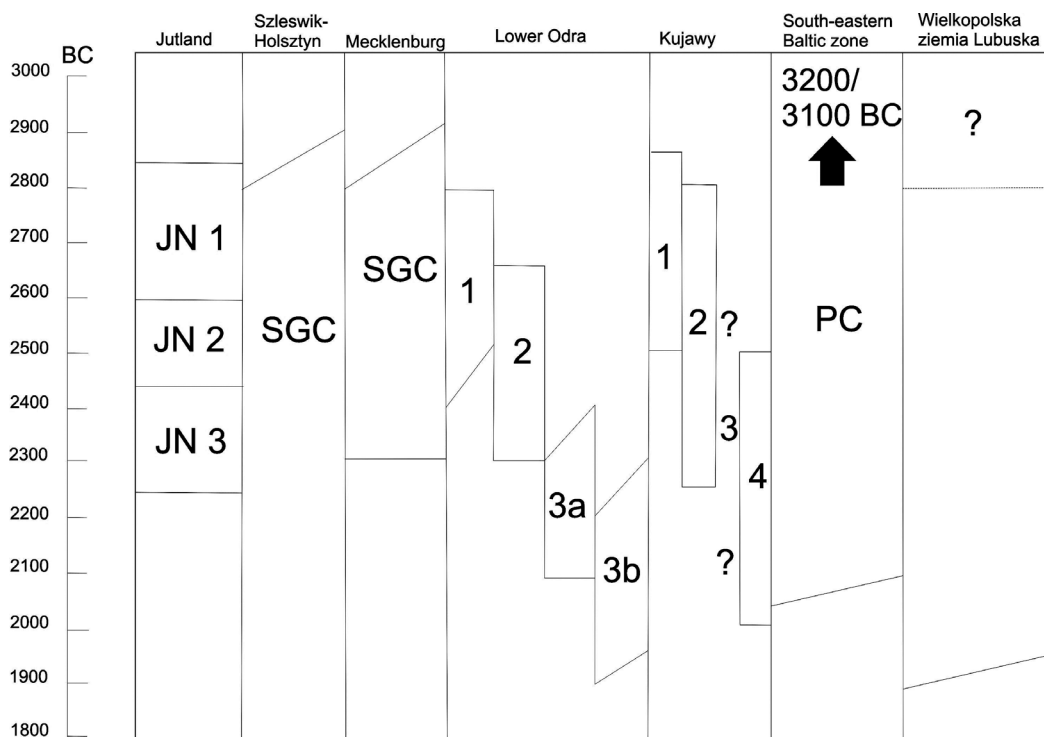 BC
Jutland
Szleswik-
Holsztyn
Mecklenburg
Lower Odra
Kujawy
South-eastern
Baltic zone
Wielkopolska
ziemia Lubuska
3000
2900
2800
2700
2600
2500
2400
2300
2200
2100
2000
1900
1800
JN 1
JN 2
JN 3
SGC
SGC
1
2
3a
3b
1
2
?
3
?
4
3200/
3100 BC
PC
?